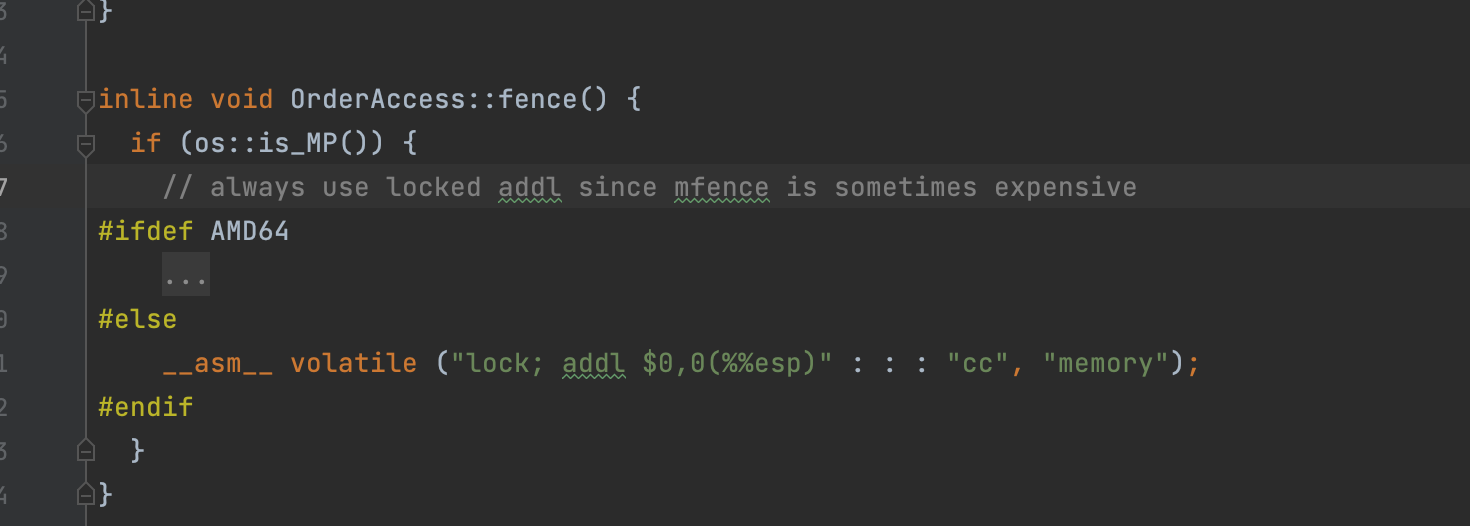 3 }
4
5 inline void OrderAccess::fence() {
6   if (os::is_MP()) {
7     // always use locked addl since mfence is sometimes expensive
8 #ifdef AMD64
9     ...
0 #else
1     __asm__ volatile ("lock; addl $0,0(%%esp)" : : : "cc", "memory");
2 #endif
3   }
4 }